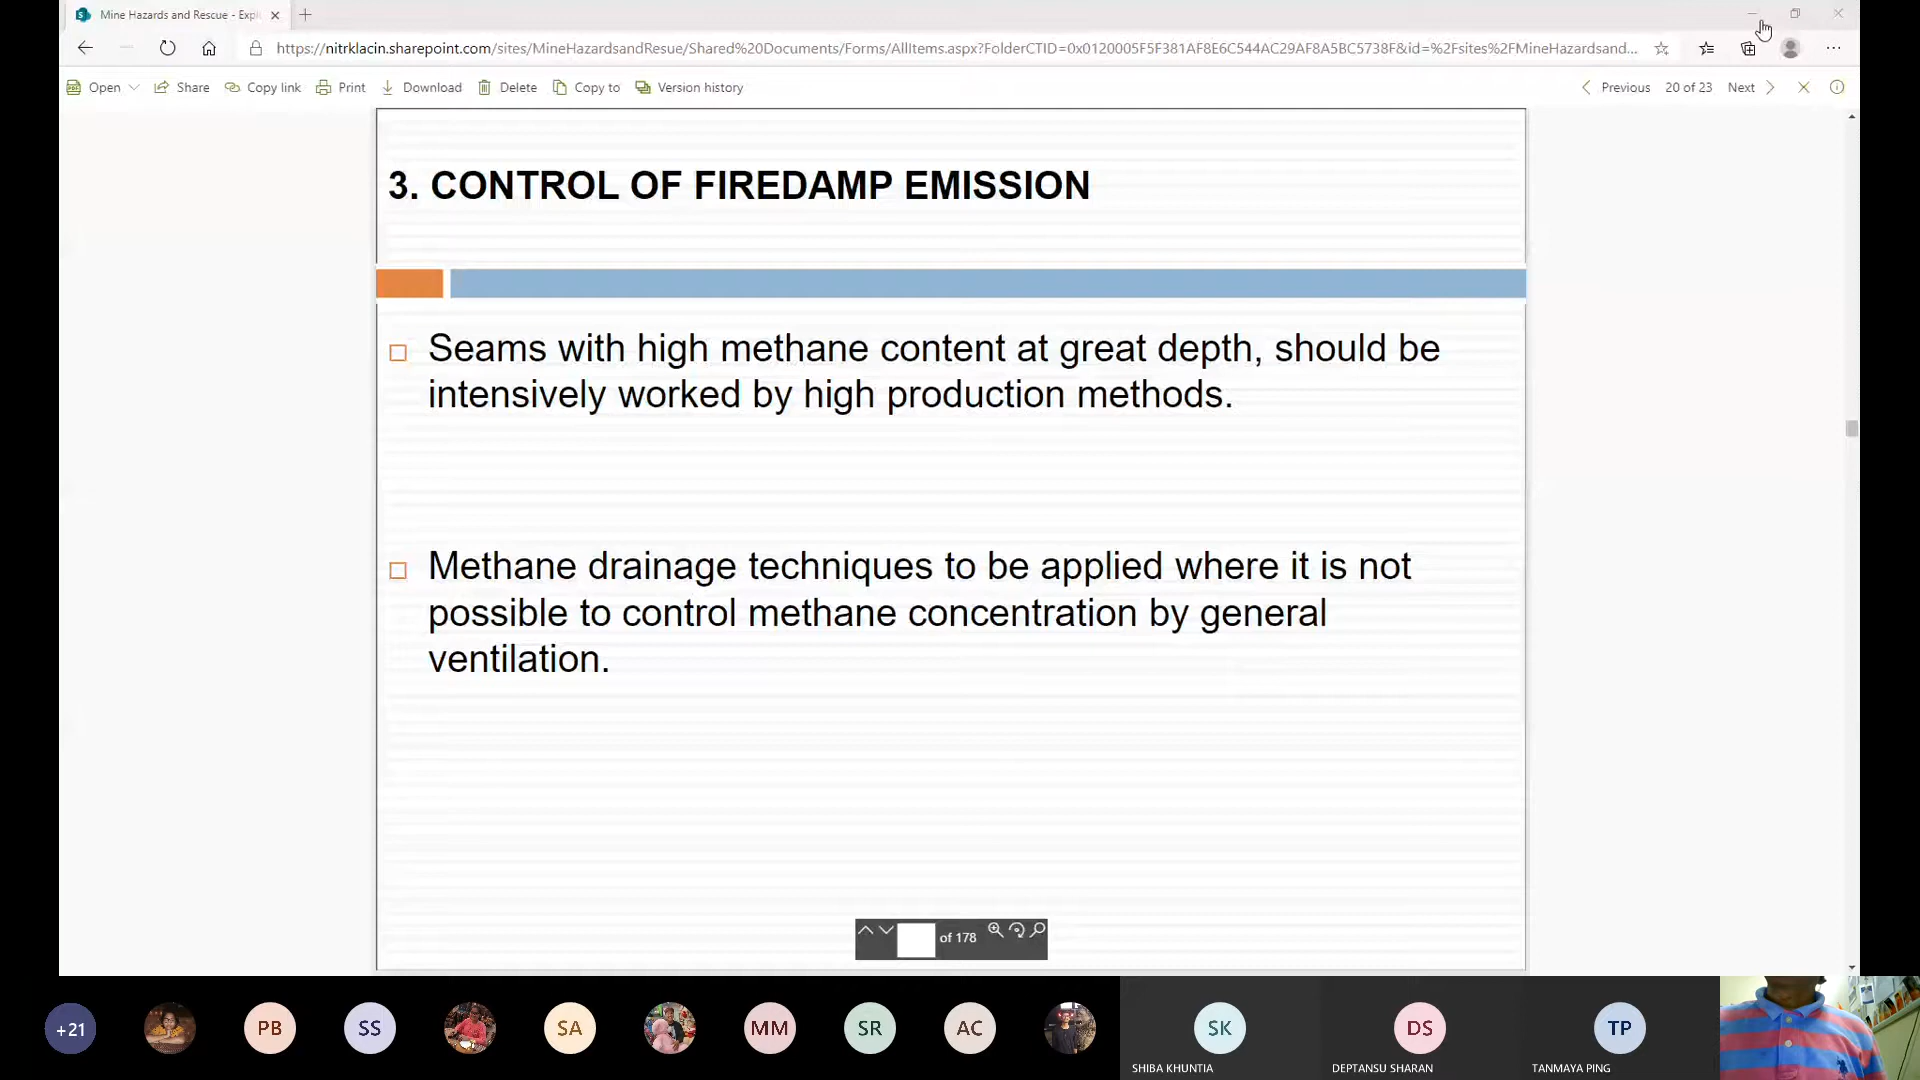 Mine Hazards and Rescue - Expl
https://nitrklacin.sharepoint.com/sites/MineHazardsandResue/Shared%20Documents/Forms/AllItems.aspx?FolderCTID=0x0120005F5F381AF8E6C544AC29AF8A5BC5738F&id=%2Fsites%2FMineHazardsand...
Open Share Copy link Print Download Delete Copy to Version history Previous 20 of 23 Next
3. CONTROL OF FIREDAMP EMISSION
Seams with high methane content at great depth, should be
intensively worked by high production methods.
Methane drainage techniques to be applied where it is not
possible to control methane concentration by general
ventilation.
of 178
+21 PB SS SA MM SR AC SK DS TP
SHIBA KHUNTIA DEPTANSU SHARAN TANMAYA PING